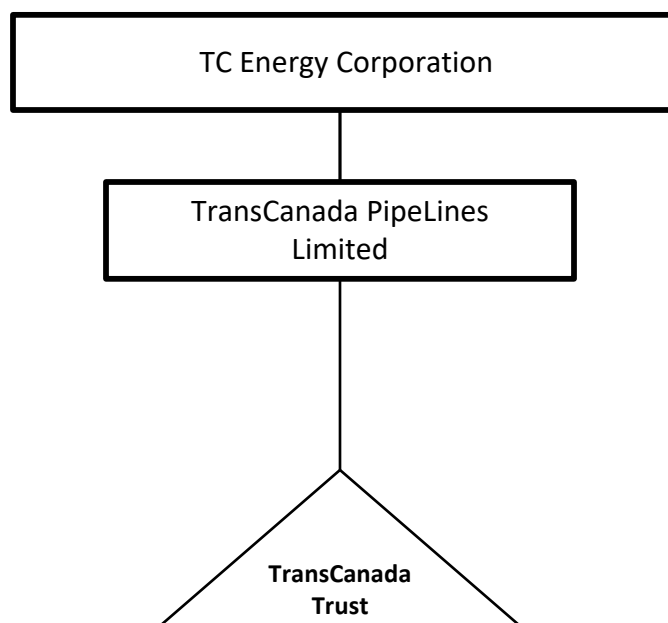 TC Energy Corporation
TransCanada PipeLines
Limited
TransCanada
Trust